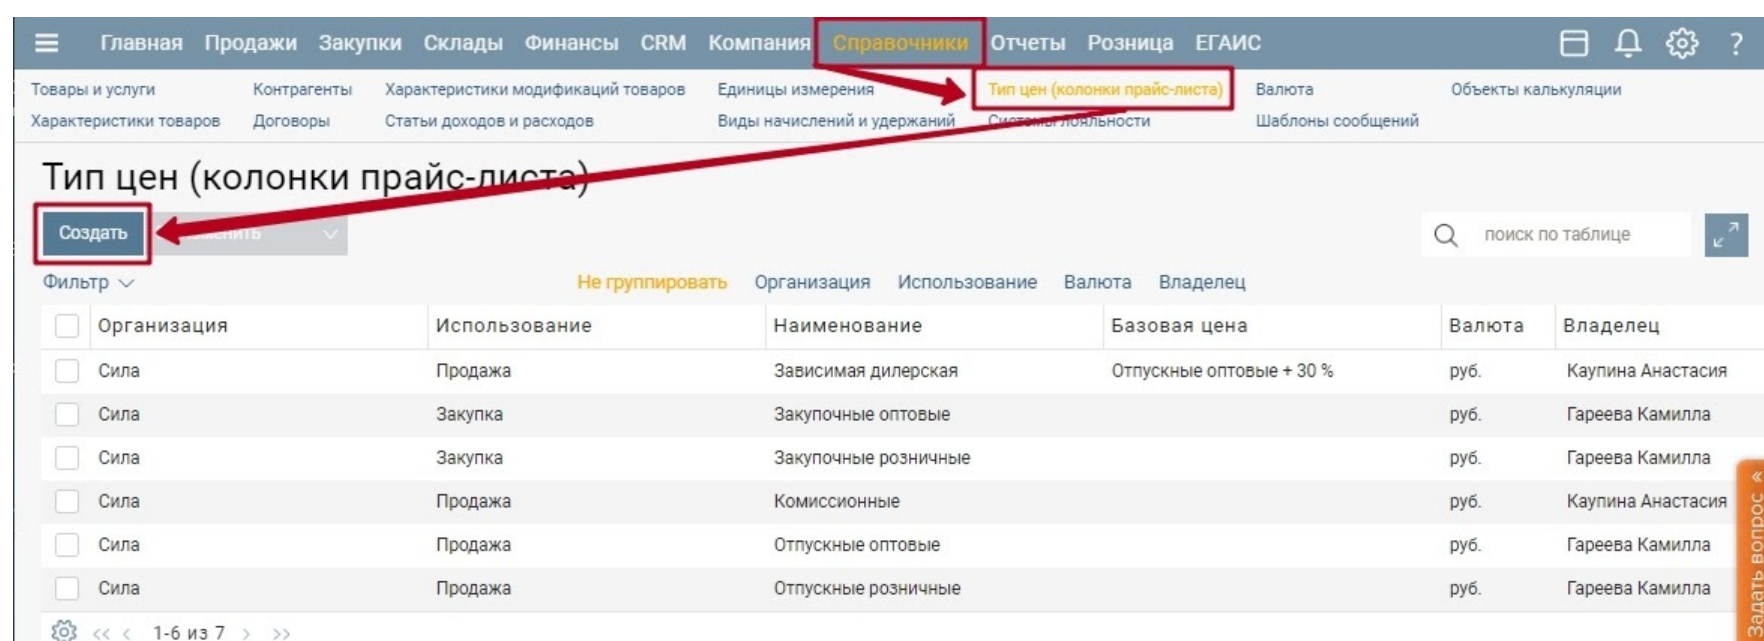 Главная Продажи Закупки Склады Финансы CRM Компания Справочники Отчеты Розница ЕГАИС ?
Товары и услуги Контрагенты Характеристики модификаций товаров Единицы измерения Тип цен (колонки прайс-листа) Валюта Объекты калькуляции
Характеристики товаров Договоры Статьи доходов и расходов Виды начислений и удержаний Системы лояльности Шаблоны сообщений
Тип цен (колонки прайс-листа)
Создать поиск по таблице
Фильтр Не группировать Организация Использование Валюта Владелец
Организация Использование Наименование Базовая цена Валюта Владелец
Сила Продажа Зависимая дилерская Отпускные оптовые + 30 % руб. Каупина Анастасия
Сила Закупка Закупочные оптовые руб. Гареева Камилла
Сила Закупка Закупочные розничные руб. Гареева Камилла
Сила Продажа Комиссионные руб. Каупина Анастасия
Сила Продажа Отпускные оптовые руб. Гареева Камилла
Сила Продажа Отпускные розничные руб. Гареева Камилла
<< < 1-6 из 7 > >>
Задать вопрос «